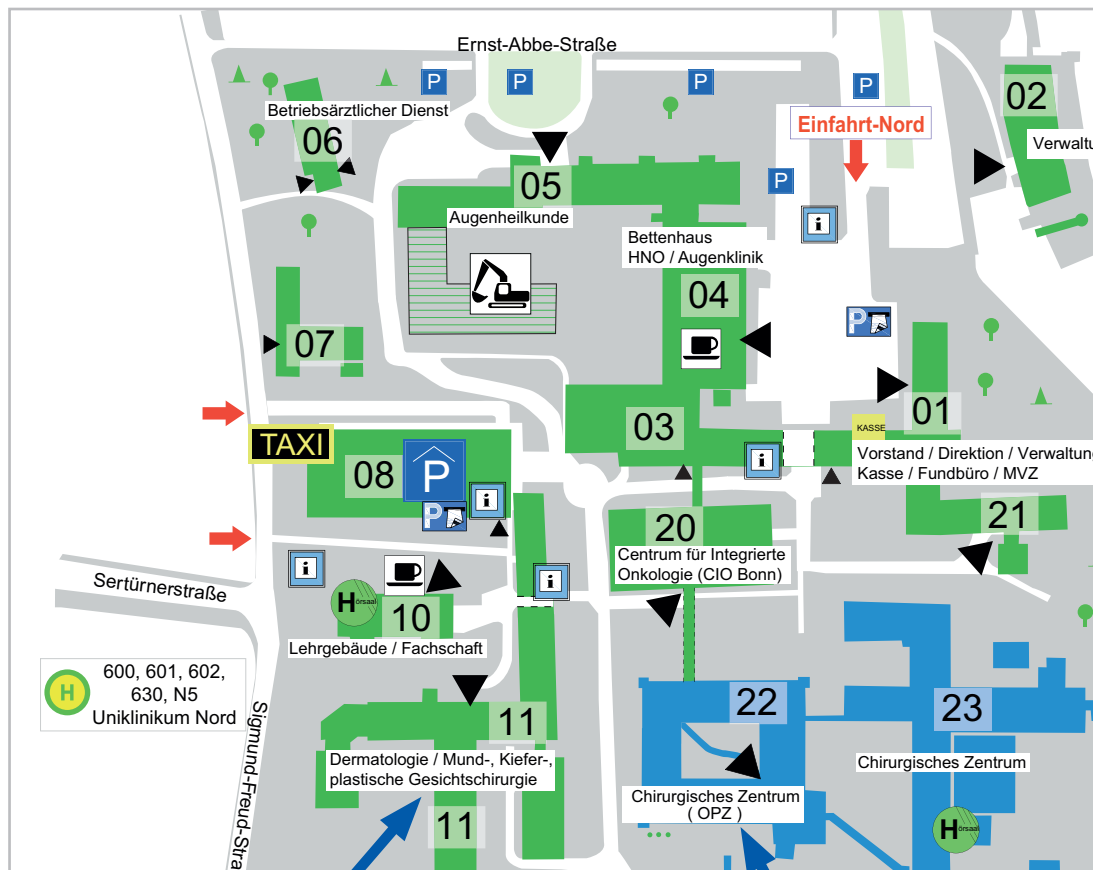 Ernst-Abbe-Straße
P
P
P
P
02
Betriebsärztlicher Dienst
Einfahrt-Nord
06
Verwaltu
05
P
Augenheilkunde
i
Bettenhaus
HNO / Augenklinik
04
P
07
01
03
KASSE
TAXI
08
P
i
Vorstand / Direktion / Verwaltung
Kasse / Fundbüro / MVZ
i
P
20
21
Centrum für Integrierte
Onkologie (CIO Bonn)
i
i
Sertürnerstraße
Hörsaal
10
Lehrgebäude / Fachschaft
H
600, 601, 602,
630, N5
Uniklinikum Nord
22
23
11
Sigmund-Freud-Stra
Dermatologie / Mund-, Kiefer-,
plastische Gesichtschirurgie
Chirurgisches Zentrum
Chirurgisches Zentrum
( OPZ )
11
Hörsaal